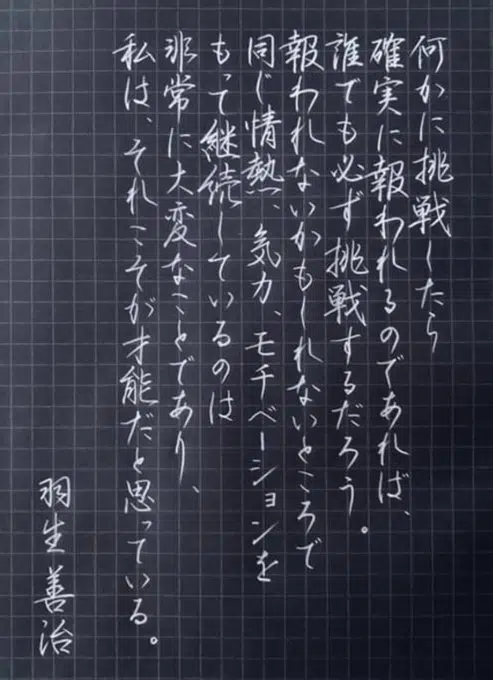 何かに挑戦したら
確実に報われるのであれば、
誰でも必ず挑戦するだろう。
報われないかもしれないところで
同じ情熱、気力、モチベーションを
もって継続しているのは
非常に大変なことであり、
私は、それこそが才能だと思っている。
羽生善治